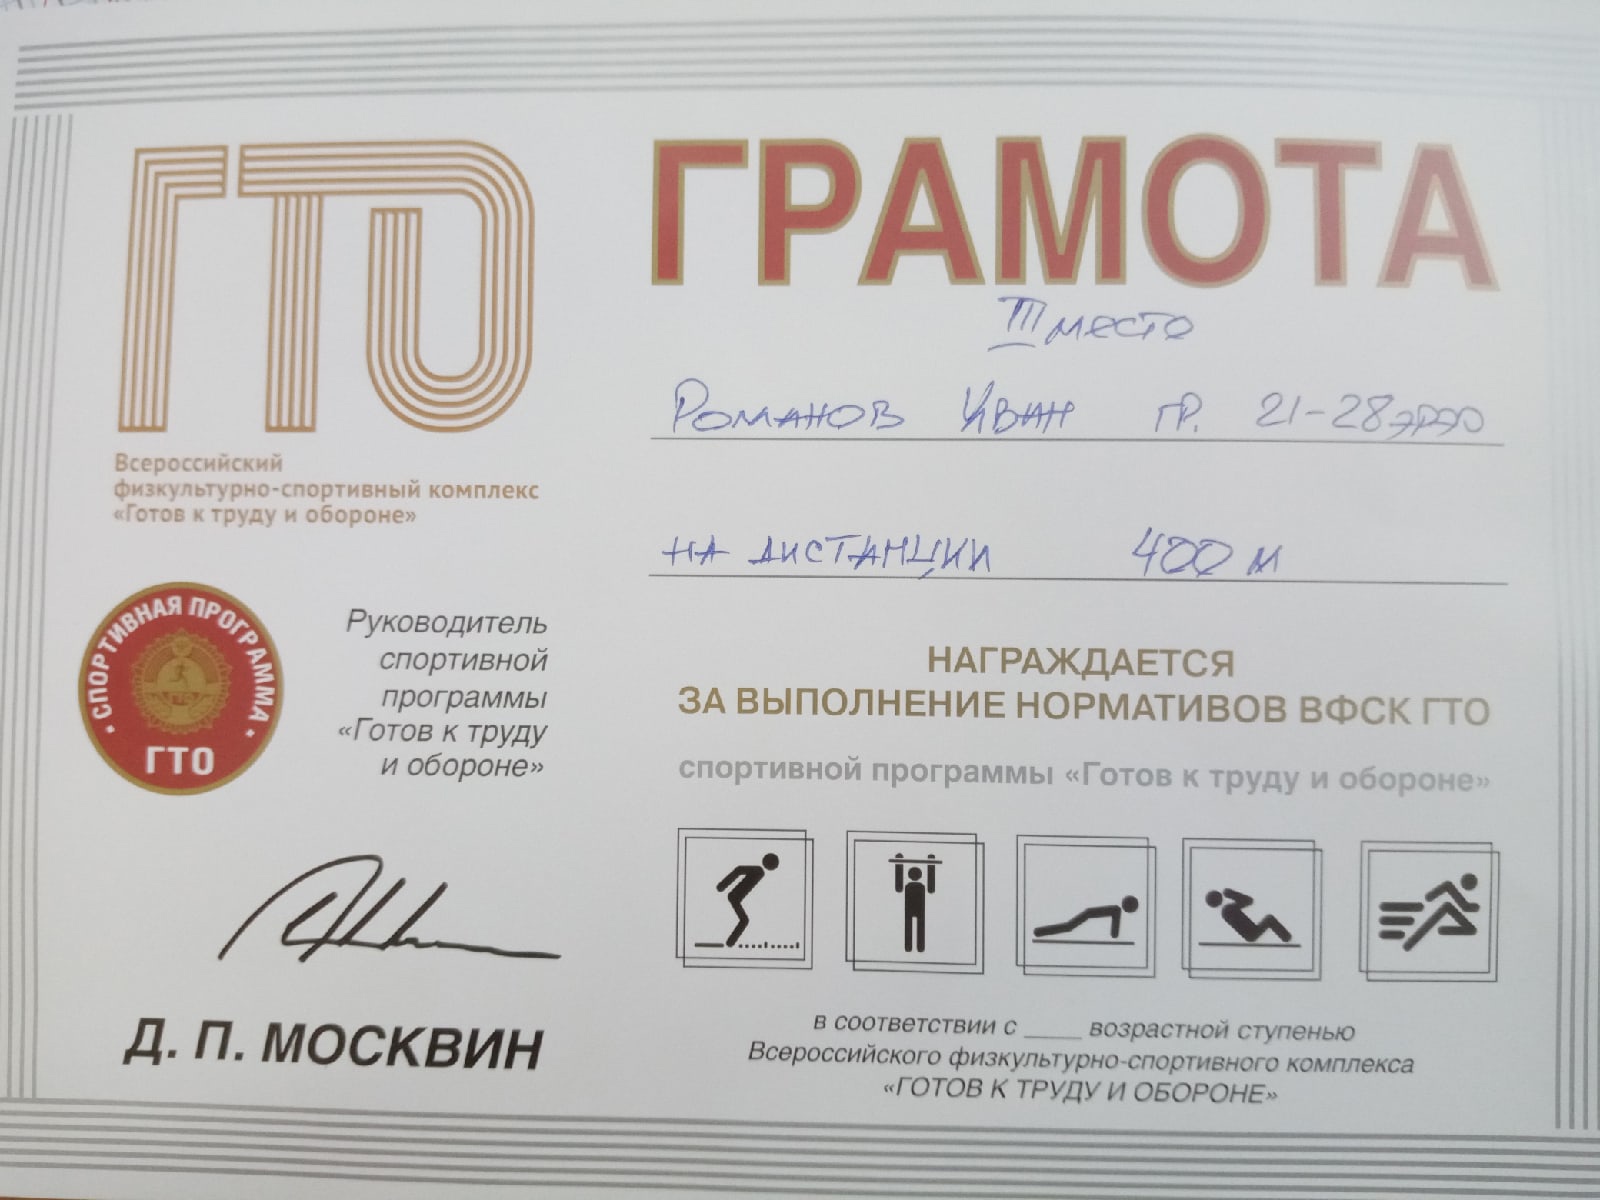 ГТО
Всероссийский
физкультурно-спортивный комплекс
«Готов к труду и обороне»
СПОРТИВНАЯ ПРОГРАММА
ГТО
Руководитель
спортивной
программы
«Готов к труду
и обороне»
Д. П. МОСКВИН
ГРАМОТА
III место
Романов Иван гр. 21-28
на дистанции 400 м
НАГРАЖДАЕТСЯ
ЗА ВЫПОЛНЕНИЕ НОРМАТИВОВ ВФСК ГТО
спортивной программы «Готов к труду и обороне»
в соответствии с ____ возрастной ступенью
Всероссийского физкультурно-спортивного комплекса
«ГОТОВ К ТРУДУ И ОБОРОНЕ»